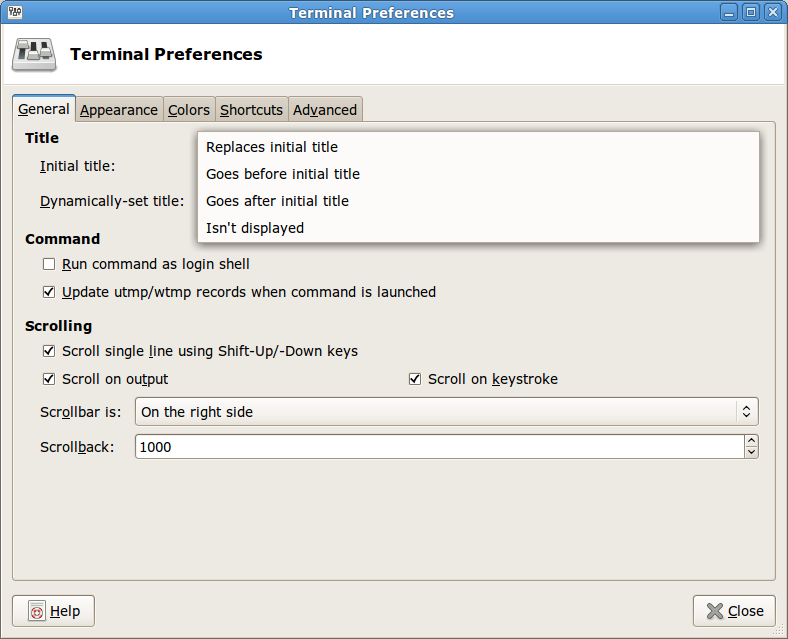 Terminal Preferences
Terminal Preferences
General Appearance Colors Shortcuts Advanced
Title
Initial title:
Dynamically-set title:
Replaces initial title
Goes before initial title
Goes after initial title
Isn't displayed
Command
Run command as login shell
Update utmp/wtmp records when command is launched
Scrolling
Scroll single line using Shift-Up/-Down keys
Scroll on output Scroll on keystroke
Scrollbar is: On the right side
Scrollback: 1000
Help Close